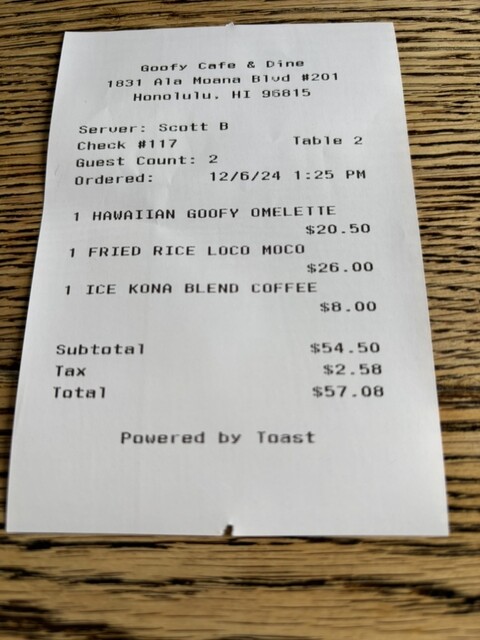 Goofy Cafe & Dine
1831 Ala Moana Blvd #201
Honolulu, HI 96815
Server: Scott B
Check #117 Table 2
Guest Count: 2
Ordered: 12/6/24 1:25 PM
1 HAWAIIAN GOOFY OMELETTE
$20.50
1 FRIED RICE LOCO MOCO
$26.00
1 ICE KONA BLEND COFFEE
$8.00
Subtotal $54.50
Tax $2.58
Total $57.08
Powered by Toast